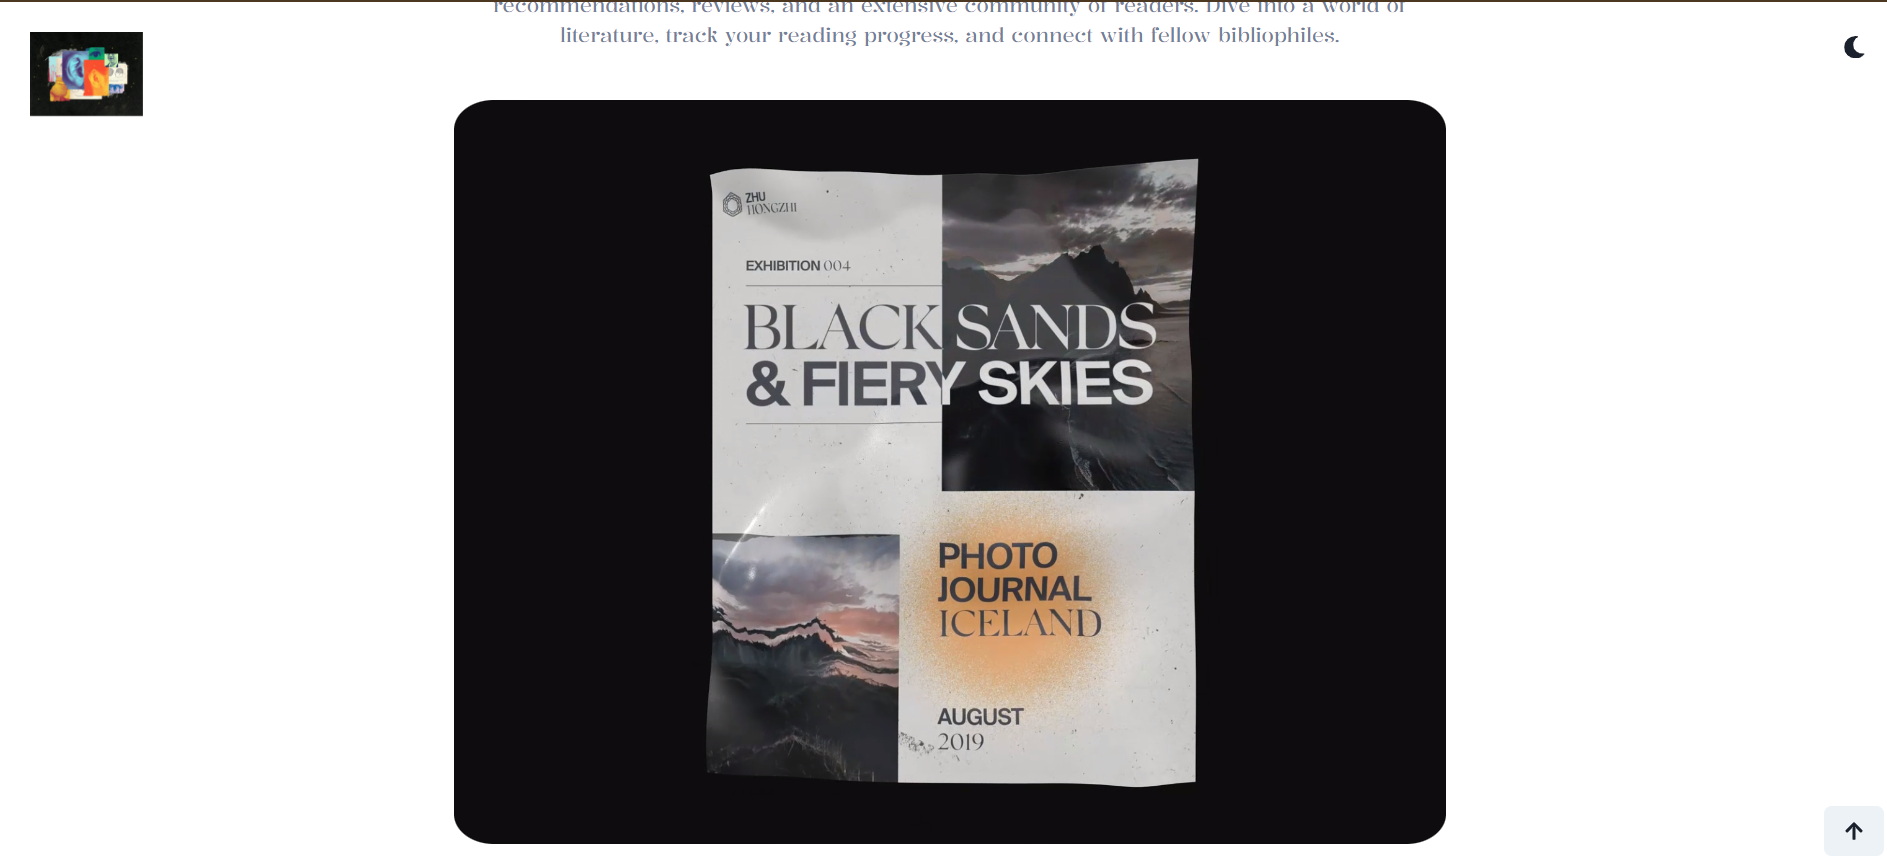 recommendations, reviews, and an extensive community of readers. Dive into a world of
literature, track your reading progress, and connect with fellow bibliophiles.
ZHU
HONGZHI
EXHIBITION 004
BLACK SANDS
& FIERY SKIES
PHOTO
JOURNAL
ICELAND
AUGUST
2019